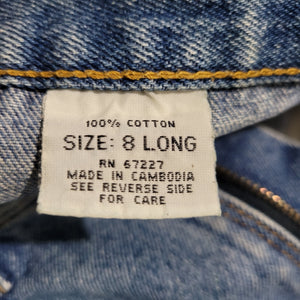 100% COTTON
SIZE: 8 LONG
RN 67227
MADE IN CAMBODIA
SEE REVERSE SIDE
FOR CARE